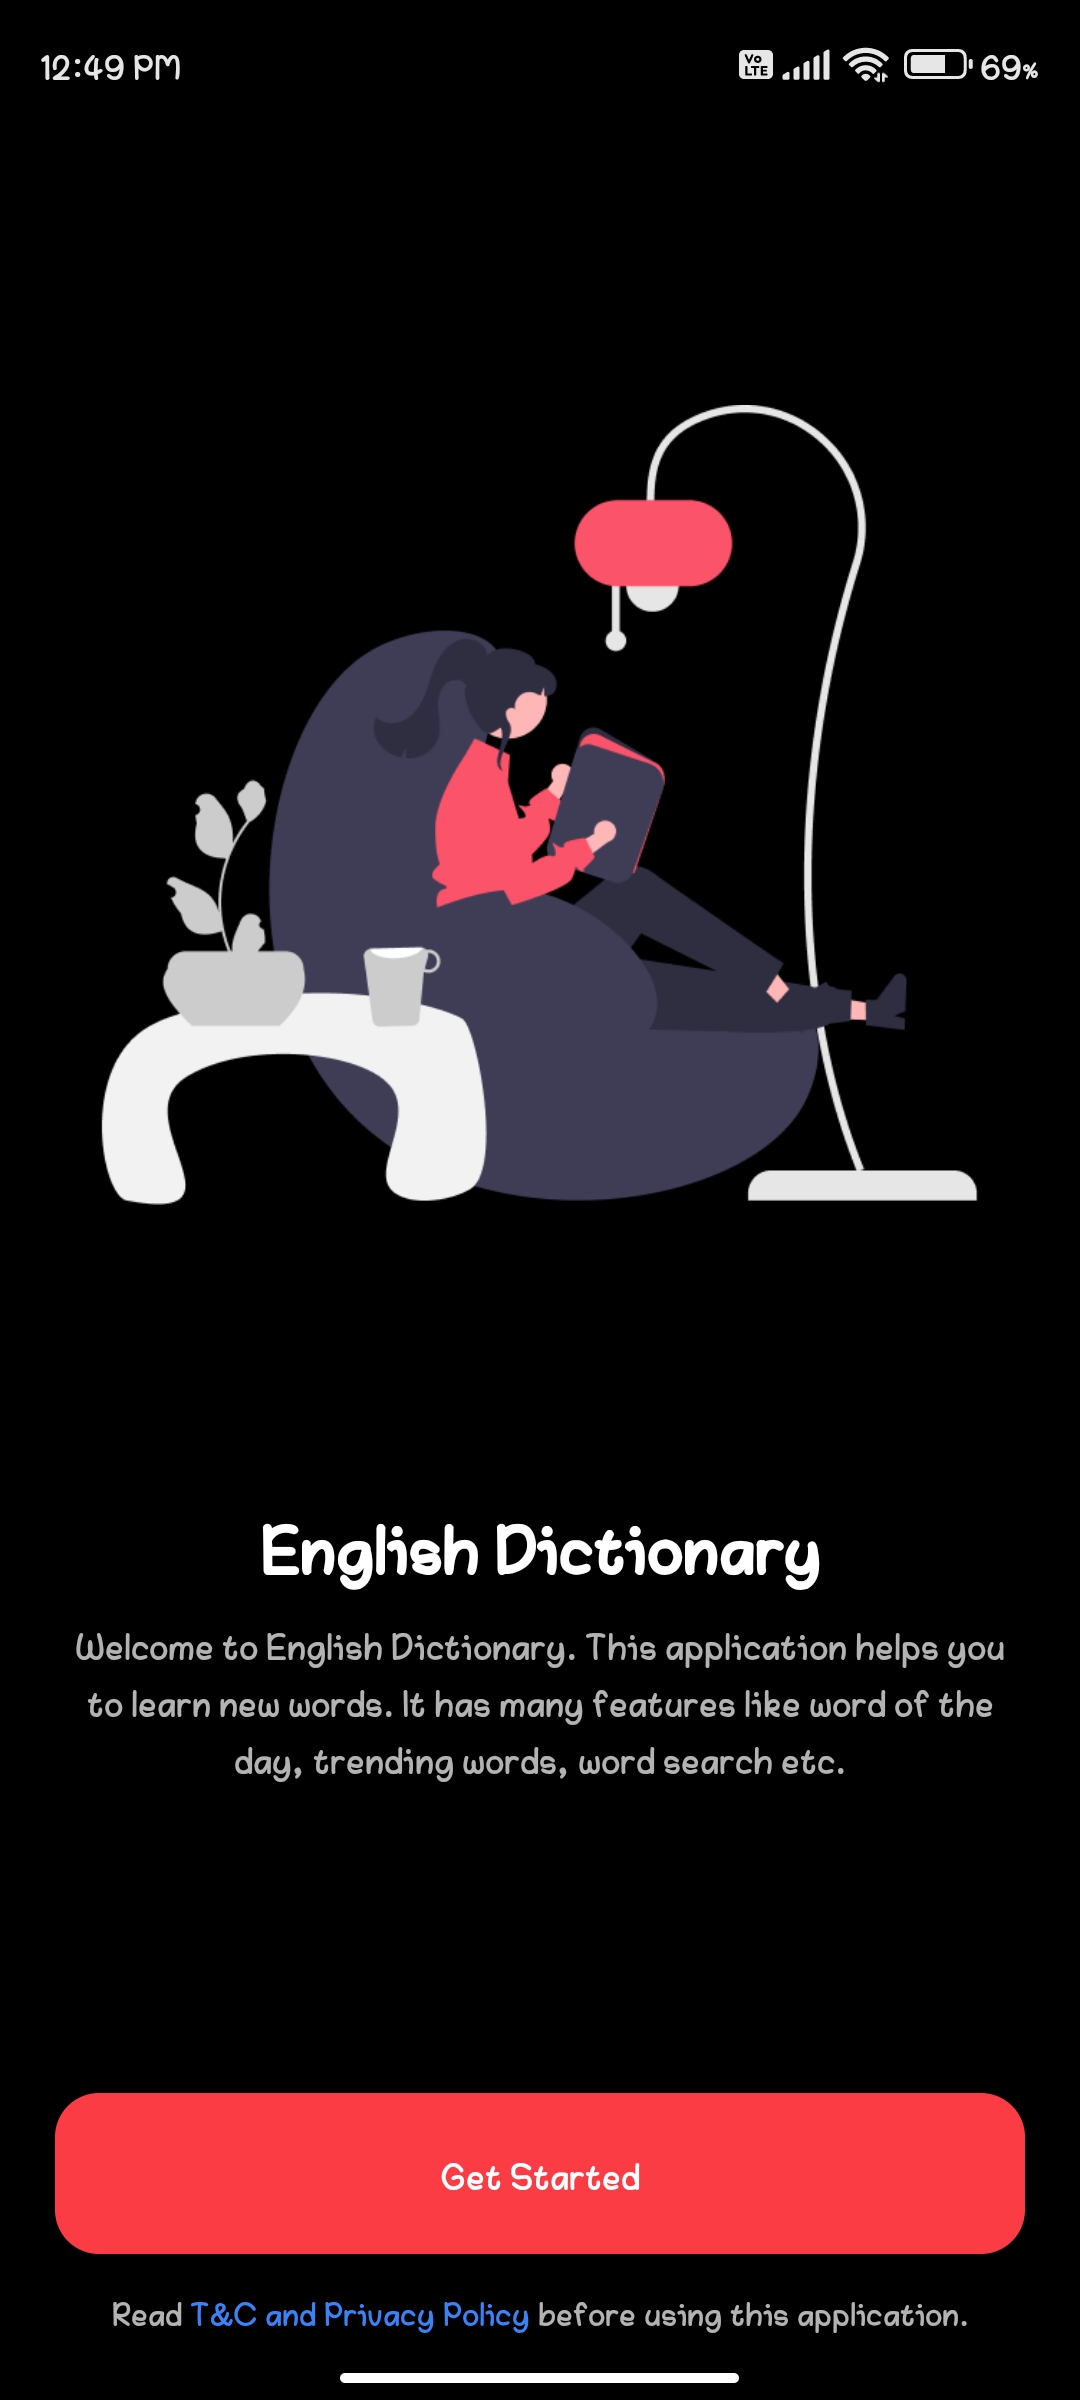 12:49 PM Vo LTE 69%
English Dictionary
Welcome to English Dictionary. This application helps you
to learn new words. It has many features like word of the
day, trending words, word search etc.
Get Started
Read T&C and Privacy Policy before using this application.